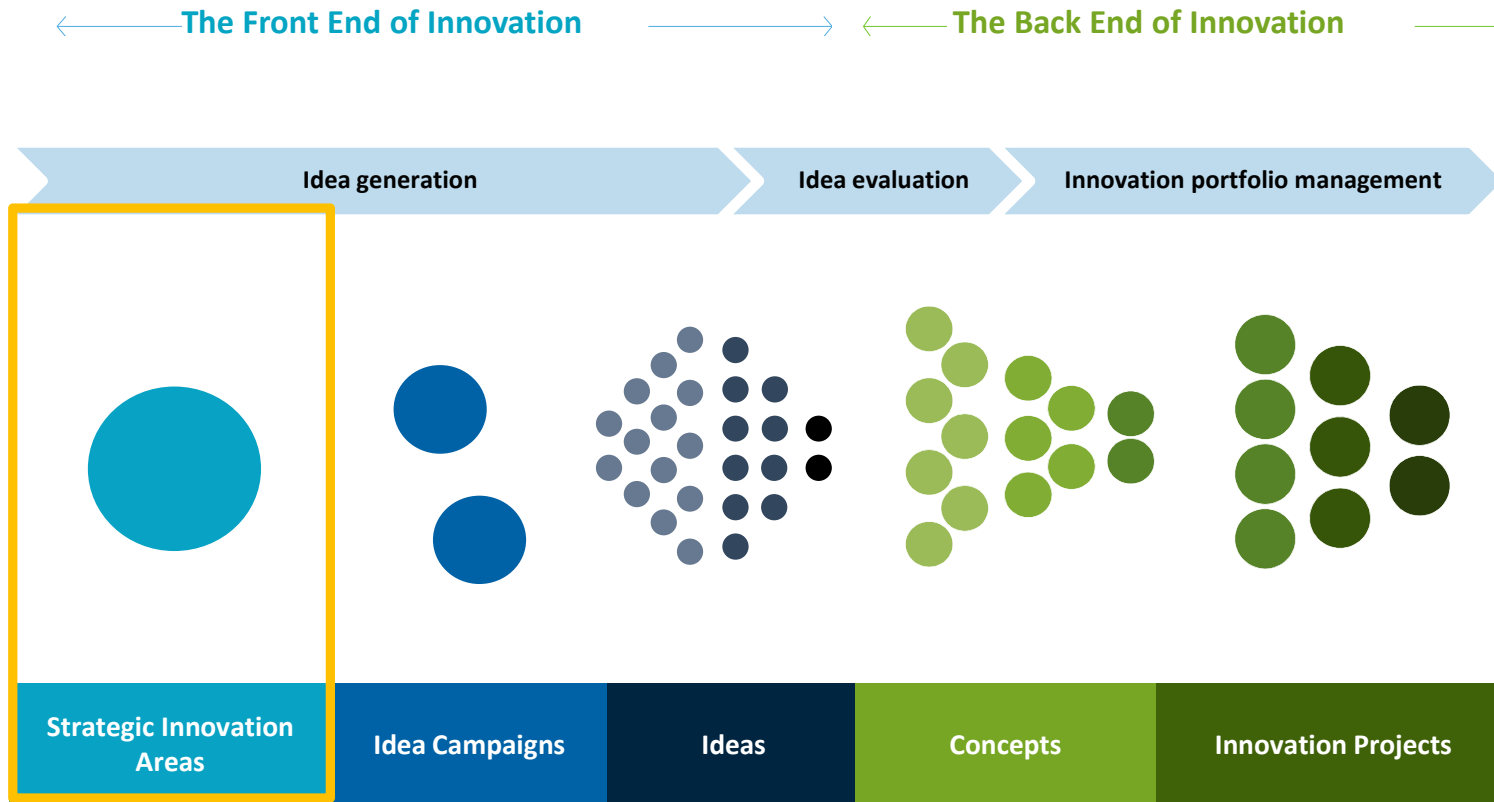 The Front End of Innovation
The Back End of Innovation
Idea generation
Idea evaluation
Innovation portfolio management
Strategic Innovation
Areas
Idea Campaigns
Ideas
Concepts
Innovation Projects